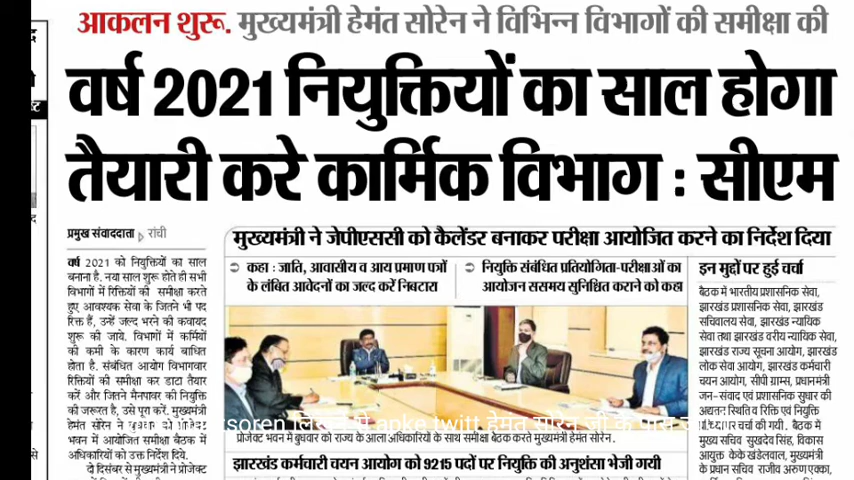 आकलन शुरू. मुख्यमंत्री हेमंत सोरेन ने विभिन्न विभागों की समीक्षा की
वर्ष 2021 नियुक्तियों का साल होगा
तैयारी करे कार्मिक विभाग : सीएम
प्रमुख संवाददाता रांची
वर्ष 2021 को नियुक्तियों का साल
बनाना है. नया साल शुरू होते ही सभी
विभागों में रिक्तियों की समीक्षा करते
हुए आवश्यक सेवा के जितने भी पद
रिक्त हैं, उन्हें जल्द भरने की कवायद
शुरू की जाये. विभागों में कर्मियों
की कमी के कारण कार्य बाधित
होता है. संबंधित आयोग विभागवार
रिक्तियों की समीक्षा कर डाटा तैयार
करें और जितने मैनपावर की नियुक्ति
की जरूरत है, उसे पूरा करें. मुख्यमंत्री
हेमंत सोरेन ने
भवन में आयोजित समीक्षा बैठक में
अधिकारियों को उक्त निर्देश दिये.
दो दिसंबर से मुख्यमंत्री ने प्रोजेक्ट
मुख्यमंत्री ने जेपीएससी को कैलेंडर बनाकर परीक्षा आयोजित करने का निर्देश दिया
कहा : जाति, आवासीय व आय प्रमाण पत्रों
के लंबित आवेदनों का जल्द करें निबटारा
नियुक्ति संबंधित प्रतियोगिता-परीक्षाओं का
आयोजन ससमय सुनिश्चित कराने को कहा
soren लिखने से apke twitt हेमंत सोरेन जी के पास
प्रोजेक्ट भवन में बुधवार को राज्य के आला अधिकारियों के साथ समीक्षा बैठक करते मुख्यमंत्री हेमंत सोरेन .
झारखंड कर्मचारी चयन आयोग को 9215 पदों पर नियुक्ति की अनुशंसा भेजी गयी
इन मुद्दों पर हुई चर्चा
बैठक में भारतीय प्रशासनिक सेवा,
झारखंड प्रशासनिक सेवा, झारखंड
सचिवालय सेवा, झारखंड न्यायिक
सेवा तथा झारखंड वरीय न्यायिक सेवा,
झारखंड राज्य सूचना आयोग, झारखंड
लोक सेवा आयोग, झारखंड कर्मचारी
चयन आयोग, सीपी ग्राम्स, प्रधानमंत्री
जन-संवाद एवं प्रशासनिक सुधार की
अद्यतन स्थिति व रिक्ति एवं नियुक्ति
पर चर्चा की गयी. बैठक में
मुख्य सचिव सुखदेव सिंह, विकास
आयुक्त केके खंडेलवाल, मुख्यमंत्री
के प्रधान सचिव राजीव अरुण एक्का,